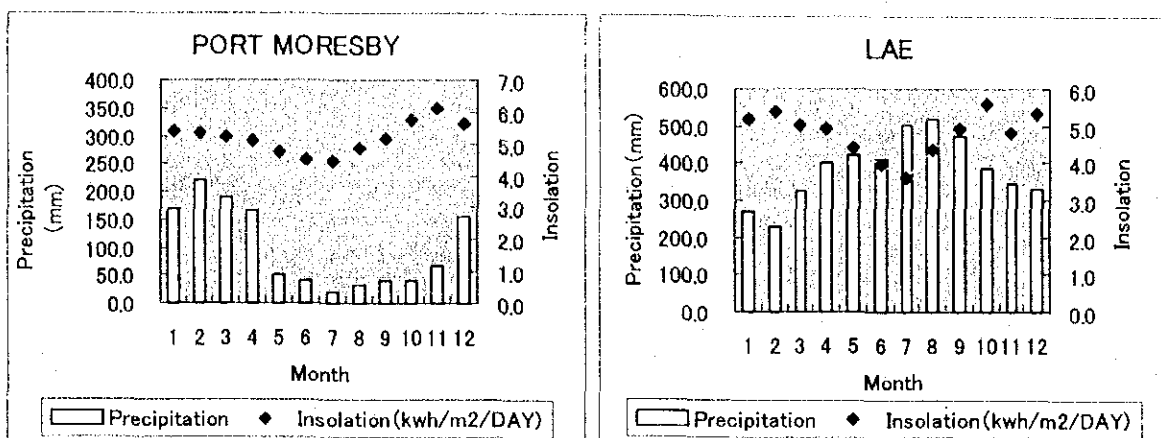 PORT MORESBY
Precipitation (mm)
400.0
350.0
300.0
250.0
200.0
150.0
100.0
50.0
0.0
7.0
6.0
5.0
4.0
3.0
2.0
1.0
0.0
Insolation
1 2 3 4 5 6 7 8 9 10 11 12
Month
Precipitation Insolation(kwh/m2/DAY)
LAE
Precipitation (mm)
600.0
500.0
400.0
300.0
200.0
100.0
0.0
6.0
5.0
4.0
3.0
2.0
1.0
0.0
Insolation
1 2 3 4 5 6 7 8 9 10 11 12
Month
Precipitation Insolation(kwh/m2/DAY)